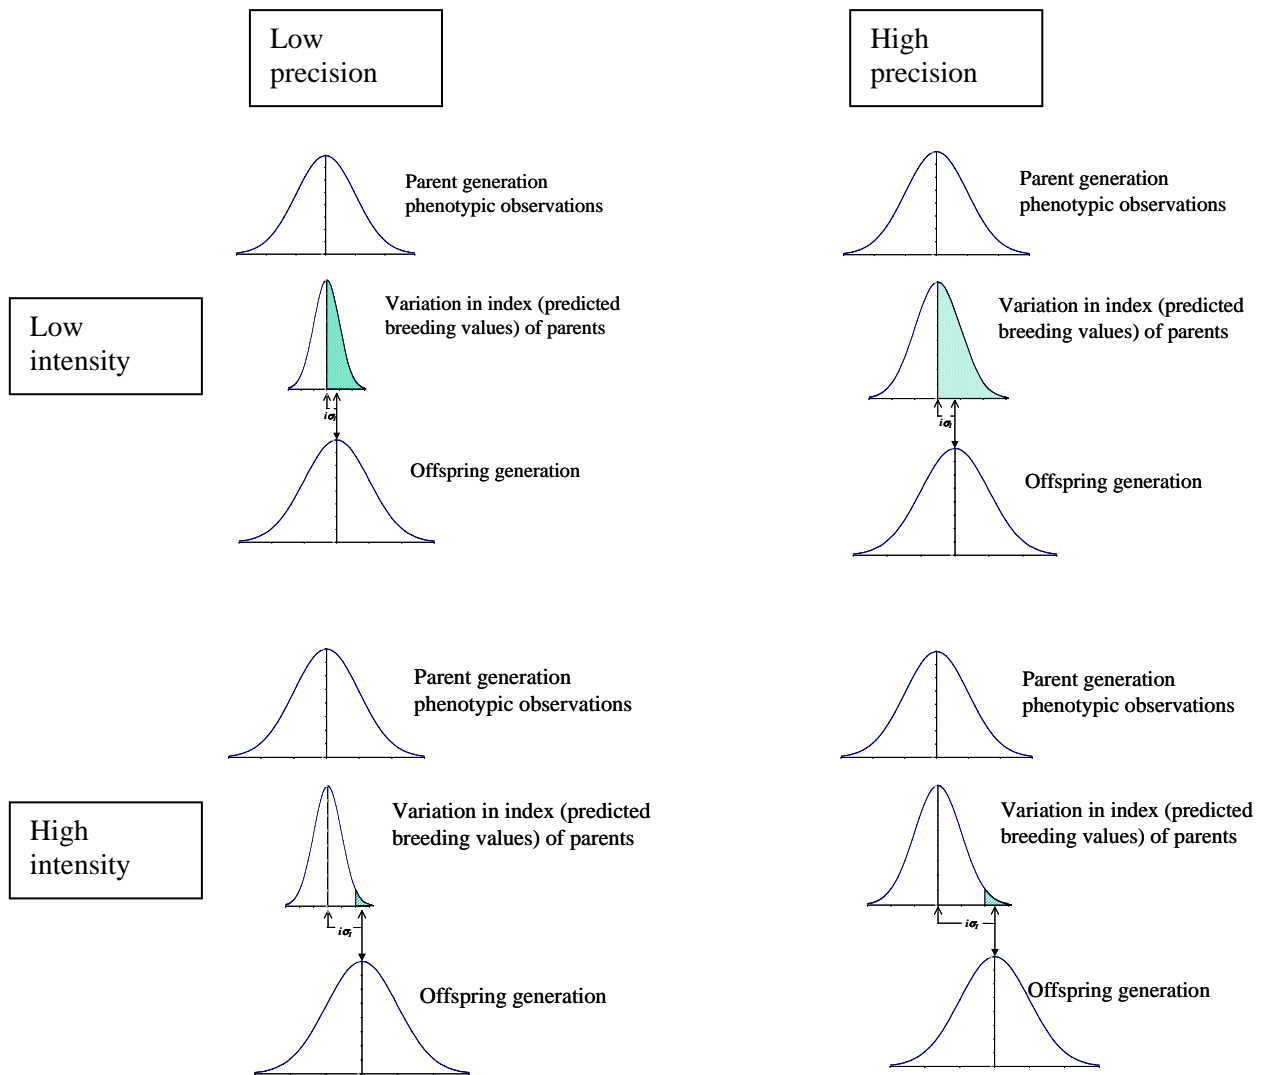 Low
precision
High
precision
Parent generation
phenotypic observations
Parent generation
phenotypic observations
Low
intensity
Variation in index (predicted
breeding values) of parents
Variation in index (predicted
breeding values) of parents
iσI
iσI
Offspring generation
Offspring generation
Parent generation
phenotypic observations
Parent generation
phenotypic observations
High
intensity
Variation in index (predicted
breeding values) of parents
Variation in index (predicted
breeding values) of parents
iσI
iσI
Offspring generation
Offspring generation